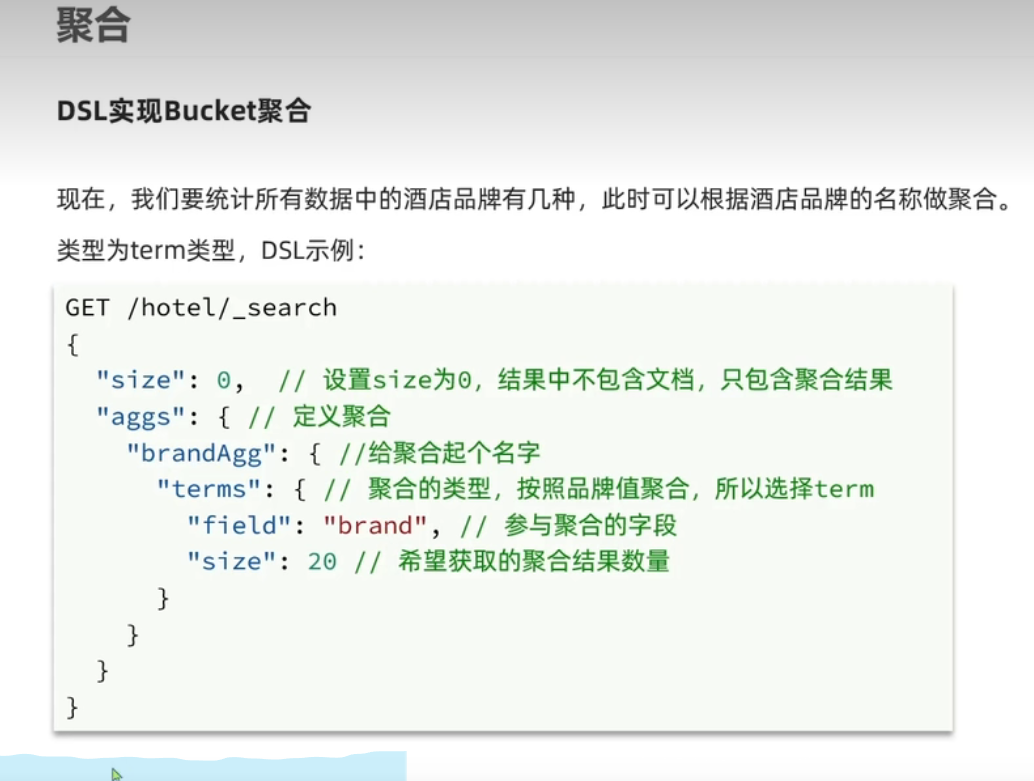 聚合
DSL实现Bucket聚合
现在，我们要统计所有数据中的酒店品牌有几种，此时可以根据酒店品牌的名称做聚合。
类型为term类型，DSL示例：
GET /hotel/_search
{
  "size": 0,  // 设置size为0，结果中不包含文档，只包含聚合结果
  "aggs": { // 定义聚合
    "brandAgg": { //给聚合起个名字
      "terms": { // 聚合的类型，按照品牌值聚合，所以选择term
        "field": "brand", // 参与聚合的字段
        "size": 20 // 希望获取的聚合结果数量
      }
    }
  }
}